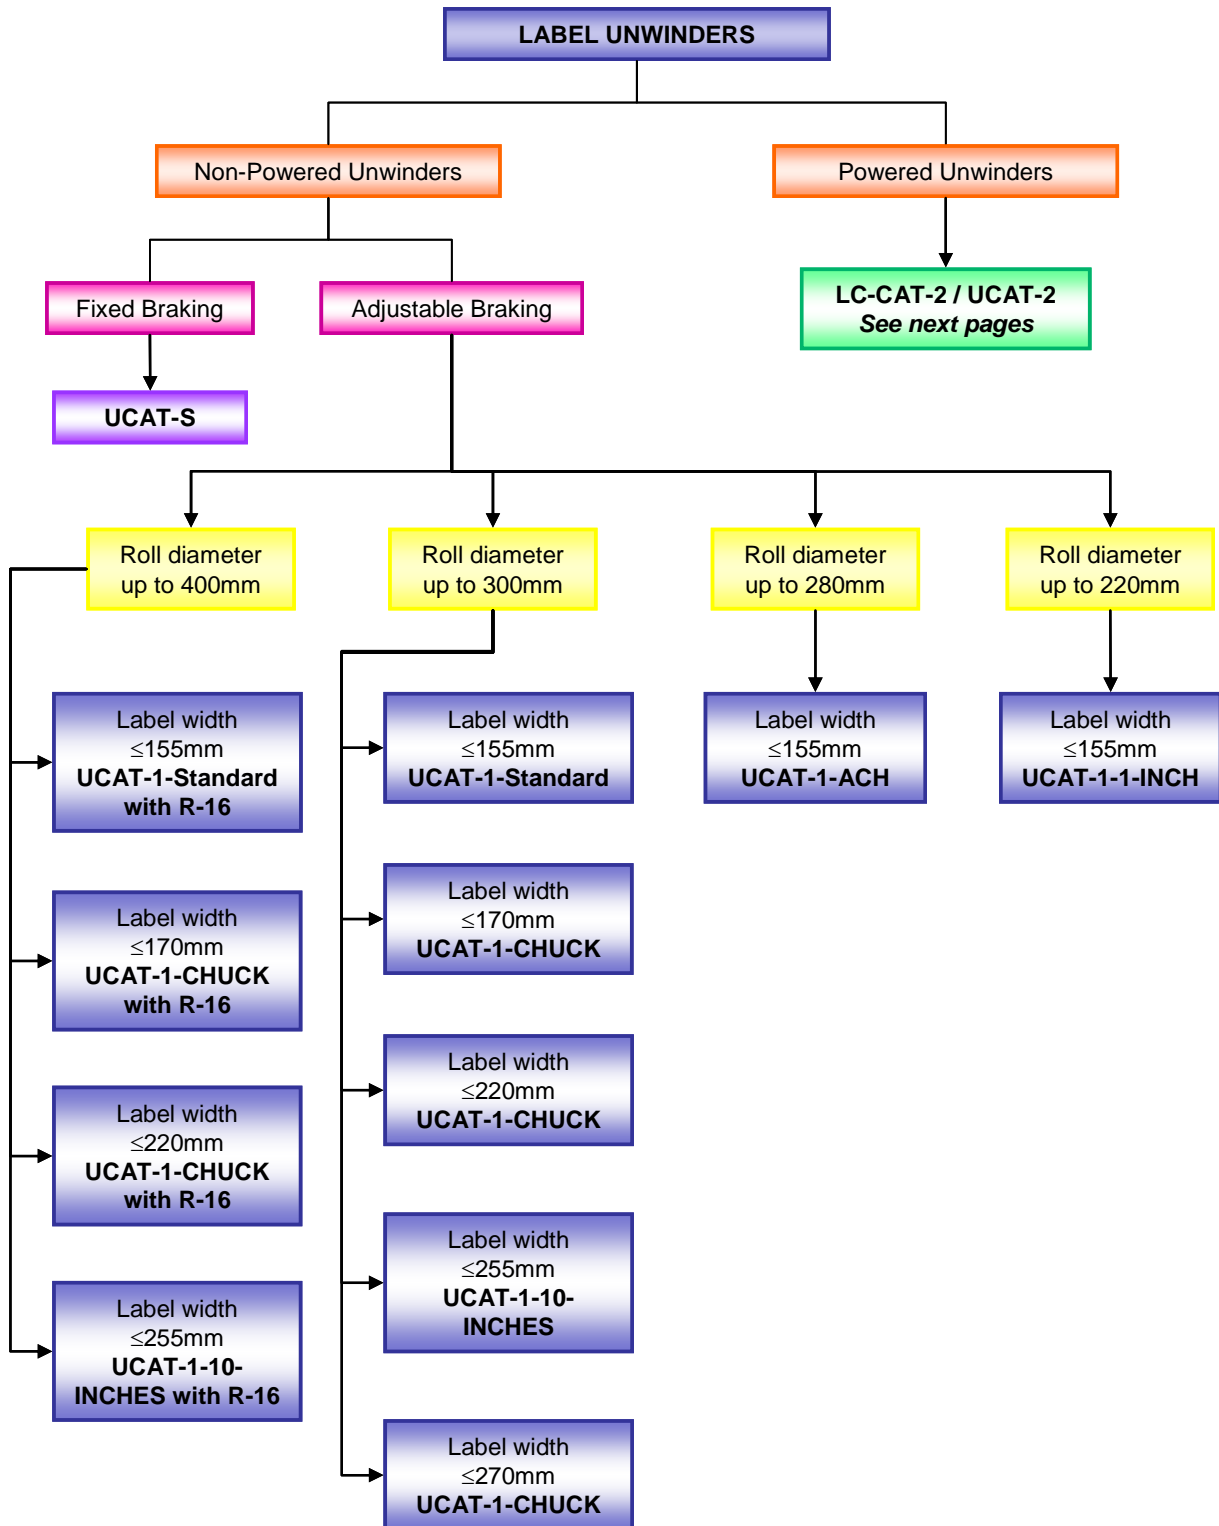 LABEL UNWINDERS
Non-Powered Unwinders
Powered Unwinders
Fixed Braking
Adjustable Braking
LC-CAT-2 / UCAT-2
See next pages
UCAT-S
Roll diameter
up to 400mm
Roll diameter
up to 300mm
Roll diameter
up to 280mm
Roll diameter
up to 220mm
Label width
≤155mm
UCAT-1-Standard
with R-16
Label width
≤155mm
UCAT-1-Standard
Label width
≤155mm
UCAT-1-ACH
Label width
≤155mm
UCAT-1-1-INCH
Label width
≤170mm
UCAT-1-CHUCK
with R-16
Label width
≤170mm
UCAT-1-CHUCK
Label width
≤220mm
UCAT-1-CHUCK
with R-16
Label width
≤220mm
UCAT-1-CHUCK
Label width
≤255mm
UCAT-1-10-
INCHES with R-16
Label width
≤255mm
UCAT-1-10-
INCHES
Label width
≤270mm
UCAT-1-CHUCK